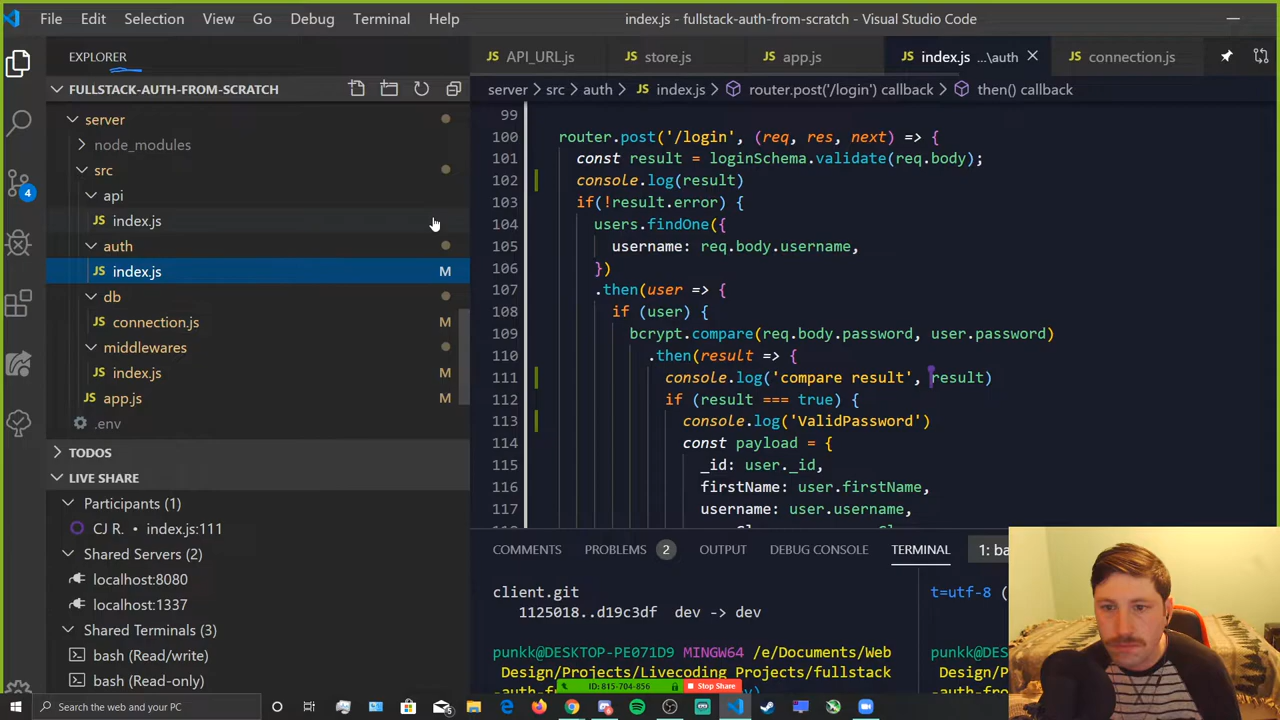 File Edit Selection View Go Debug Terminal Help
index.js - fullstack-auth-from-scratch - Visual Studio Code
EXPLORER
FULLSTACK-AUTH-FROM-SCRATCH
server
node_modules
src
api
JS index.js
auth
JS index.js M
db
JS connection.js M
middlewares
JS index.js M
JS app.js
.env
TODOS
LIVE SHARE
Participants (1)
CJ R. • index.js:111
Shared Servers (2)
localhost:8080
localhost:1337
Shared Terminals (3)
bash (Read/write)
bash (Read-only)
4
JS API_URL.js JS store.js JS app.js JS index.js ...\auth JS connection.js
server > src > auth > JS index.js > router.post('/login') callback > then() callback
99
100 router.post('/login', (req, res, next) => {
101 const result = loginSchema.validate(req.body);
102 console.log(result)
103 if(!result.error) {
104 users.findOne({
105 username: req.body.username,
106 })
107 .then(user => {
108 if (user) {
109 bcrypt.compare(req.body.password, user.password)
110 .then(result => {
111 console.log('compare result', result)
112 if (result === true) {
113 console.log('ValidPassword')
114 const payload = {
115 _id: user._id,
116 firstName: user.firstName,
117 username: user.username,
COMMENTS PROBLEMS 2 OUTPUT DEBUG CONSOLE TERMINAL 1: ba
client.git
1125018..d19c3df dev -> dev
punkk@DESKTOP-PE071D9 MINGW64 /e/Documents/Web
Design/Projects/Livecoding Projects/fullstack
t=utf-8 (
punkk@DES
Design/Pr
ID: 815-704-856 Stop Share
Search the web and your PC